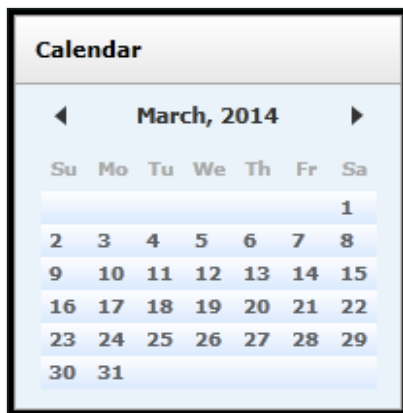 Calendar
March, 2014
Su Mo Tu We Th Fr Sa
1
2 3 4 5 6 7 8
9 10 11 12 13 14 15
16 17 18 19 20 21 22
23 24 25 26 27 28 29
30 31